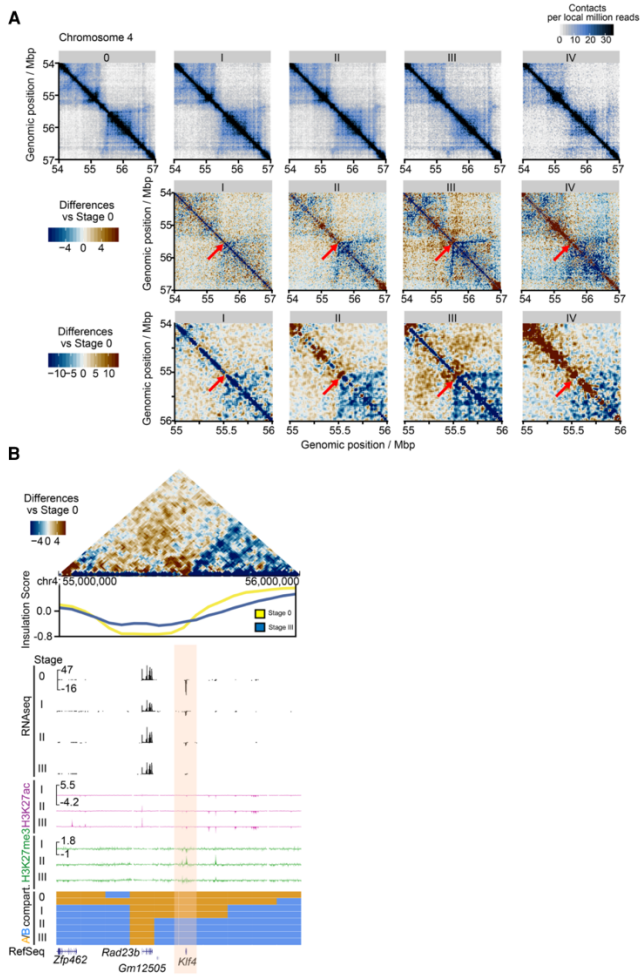 A
Chromosome 4
Contacts
per local million reads
0 10 20 30
0 I II III IV
Genomic position / Mbp
54
55
56
57
54 55 56 57 54 55 56 57 54 55 56 57 54 55 56 57 54 55 56 57
Differences
vs Stage 0
−4 0 4
Genomic position / Mbp
I II III IV
54
55
56
57
54 55 56 57 54 55 56 57 54 55 56 57 54 55 56 57
Differences
vs Stage 0
−10 −5 0 5 10
Genomic position / Mbp
I II III IV
54
55
56
55 55.5 56 55 55.5 56 55 55.5 56 55 55.5 56
Genomic position / Mbp
B
Differences
vs Stage 0
−4 0 4
chr4 55,000,000 56,000,000
Insulation Score
0.0
−0.8
Stage 0
Stage III
Stage
RNAseq
0 47
-16
I
II
III
H3K27ac
I 5.5
-4.2
II
III
H3K27me3
I 1.8
-1
II
III
A/B compart.
0
I
II
III
RefSeq
Zfp462 Rad23b Klf4
Gm12505